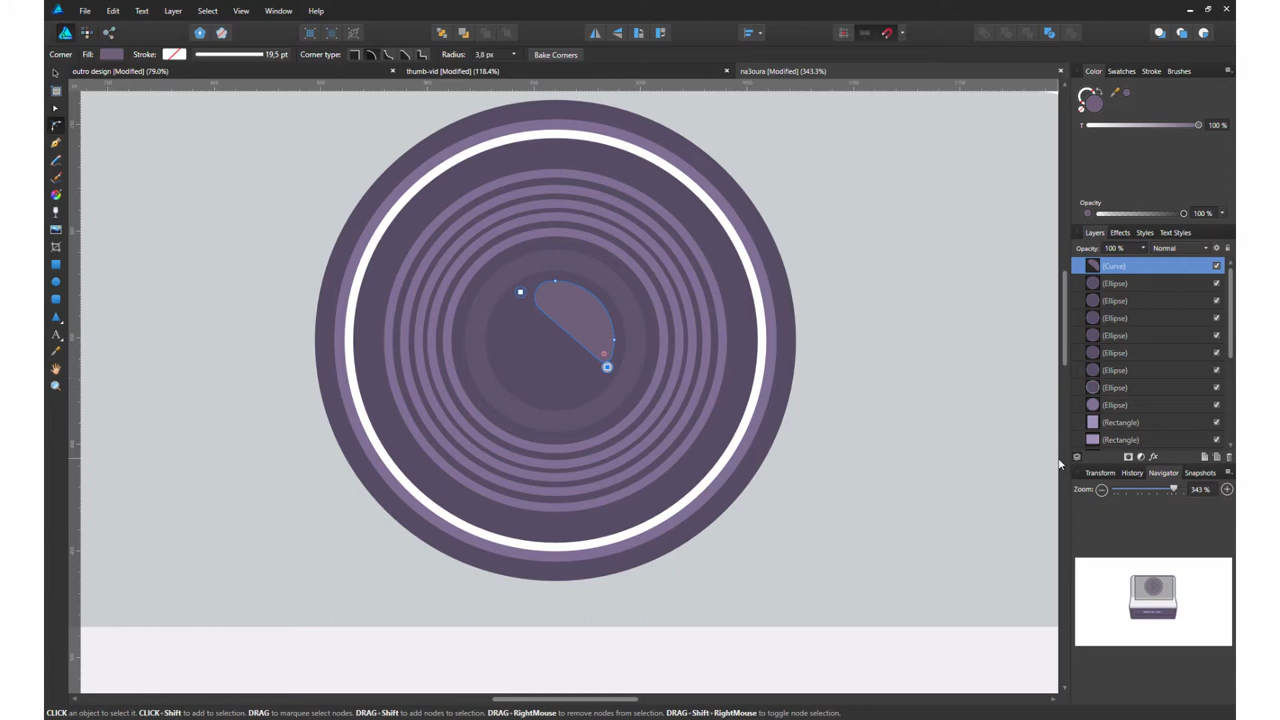 File Edit Text Layer Select View Window Help
Corner Fill: Stroke: 19,5 pt Corner type: Radius: 3,8 px Bake Corners
outro design [Modified] (79.0%) thumb-vid [Modified] (118.4%) na3oura [Modified] (343.3%)
Color Swatches Stroke Brushes
T 100 %
Opacity
100 %
Layers Effects Styles Text Styles
Opacity: 100 % Normal
(Curve)
(Ellipse)
(Ellipse)
(Ellipse)
(Ellipse)
(Ellipse)
(Ellipse)
(Ellipse)
(Ellipse)
(Rectangle)
(Rectangle)
Transform History Navigator Snapshots
Zoom: 343 %
CLICK an object to select it. CLICK+Shift to add to selection. DRAG to marquee select nodes. DRAG+Shift to add nodes to selection. DRAG+RightMouse to remove nodes from selection. DRAG+Shift+RightMouse to toggle node selection.